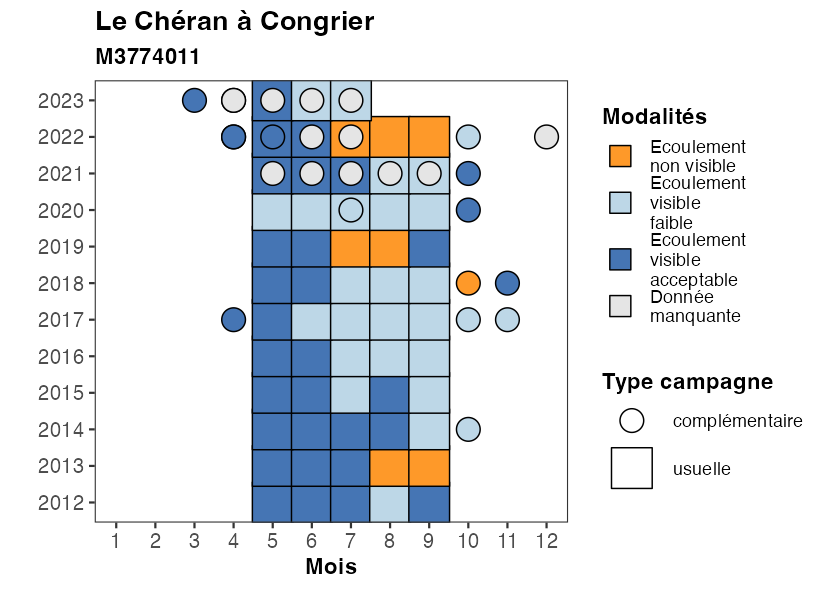 Le Chéran à Congrier
M3774011
2023
2022
2021
2020
2019
2018
2017
2016
2015
2014
2013
2012
1 2 3 4 5 6 7 8 9 10 11 12
Mois
Modalités
Ecoulement
non visible
Ecoulement
visible
faible
Ecoulement
visible
acceptable
Donnée
manquante
Type campagne
complémentaire
usuelle